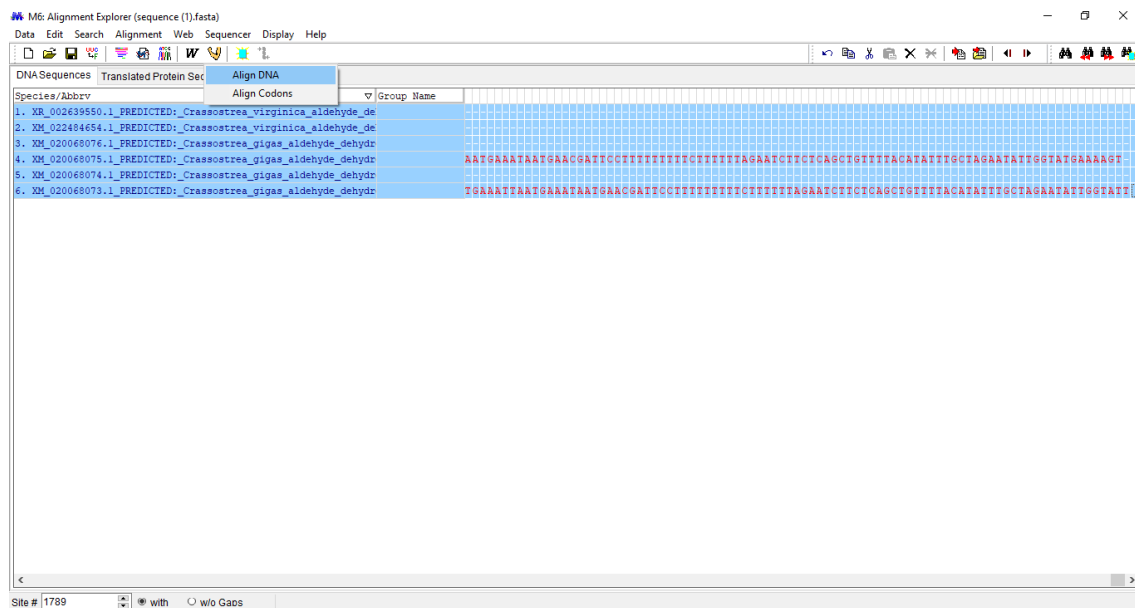 M6: Alignment Explorer (sequence (1).fasta)
Data Edit Search Alignment Web Sequencer Display Help
W
DNA Sequences Translated Protein Sec
Align DNA
Align Codons
Species/Abbrv Group Name
1. XR_002639550.1_PREDICTED:_Crassostrea_virginica_aldehyde_de
2. XM_022484654.1_PREDICTED:_Crassostrea_virginica_aldehyde_de
3. XM_020068076.1_PREDICTED:_Crassostrea_gigas_aldehyde_dehydr
4. XM_020068075.1_PREDICTED:_Crassostrea_gigas_aldehyde_dehydr AATGAAATAATGAACGATTCCTTTTTTTTTCTTTTTTAGAATCTTCTCAGCTGTTTTACATATTTGCTAGAATATTGGTATGAAAAGT-
5. XM_020068074.1_PREDICTED:_Crassostrea_gigas_aldehyde_dehydr
6. XM_020068073.1_PREDICTED:_Crassostrea_gigas_aldehyde_dehydr TGAAATTAATGAAATAATGAACGATTCCTTTTTTTTTCTTTTTTAGAATCTTCTCAGCTGTTTTACATATTTGCTAGAATATTGGTATT
Site # 1789 with w/o Gaps